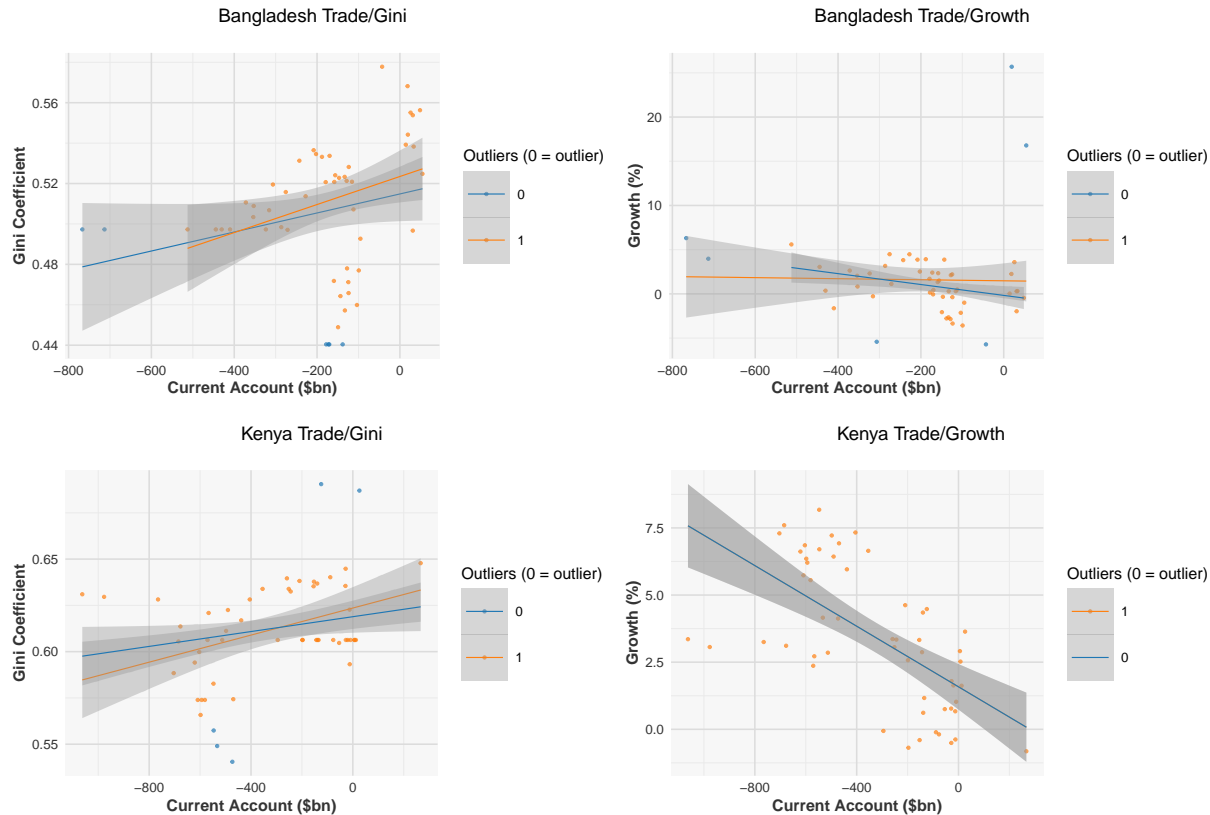 Bangladesh Trade/Gini
Bangladesh Trade/Growth
Gini Coefficient
0.56
0.52
0.48
0.44
−800
−600
−400
−200
0
Current Account ($bn)
Outliers (0 = outlier)
0
1
Growth (%)
20
10
0
−800
−600
−400
−200
0
Current Account ($bn)
Outliers (0 = outlier)
0
1
Kenya Trade/Gini
Kenya Trade/Growth
Gini Coefficient
0.65
0.60
0.55
−800
−400
0
Current Account ($bn)
Outliers (0 = outlier)
0
1
Growth (%)
7.5
5.0
2.5
0.0
−800
−400
0
Current Account ($bn)
Outliers (0 = outlier)
1
0